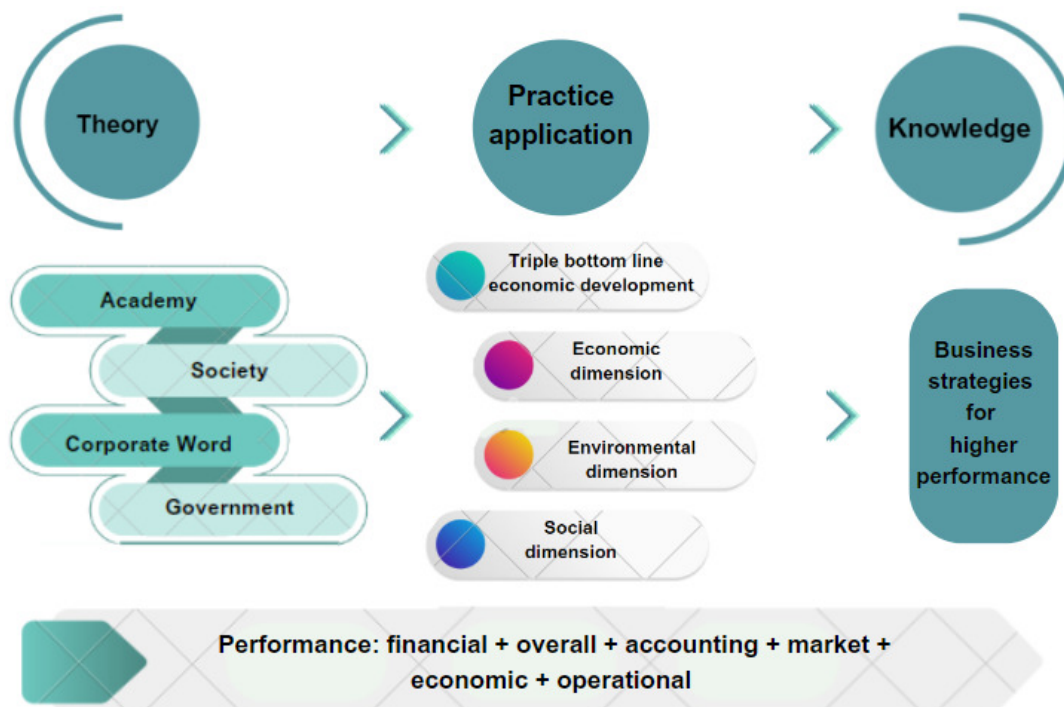 Theory
Practice
application
Knowledge
Academy
Society
Corporate Word
Government
Triple bottom line
economic development
Economic
dimension
Environmental
dimension
Social
dimension
Business
strategies
for
higher
performance
Performance: financial + overall + accounting + market +
economic + operational